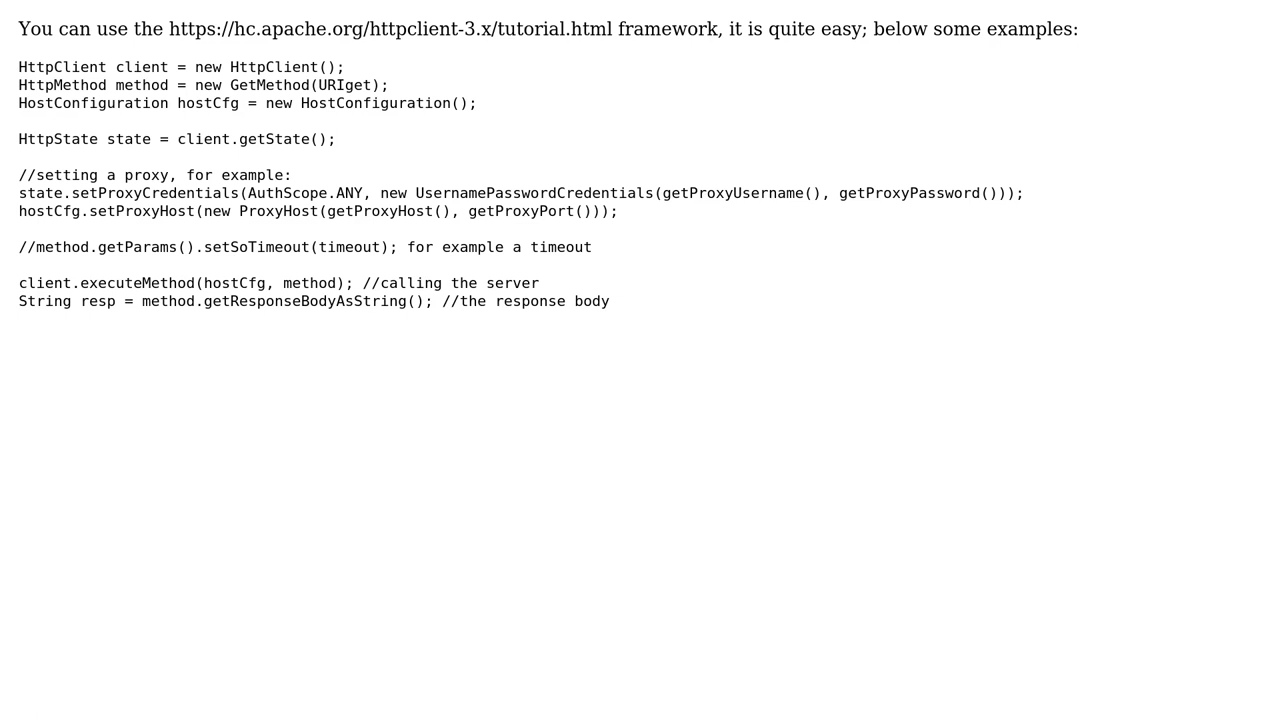 You can use the https://hc.apache.org/httpclient-3.x/tutorial.html framework, it is quite easy; below some examples:
HttpClient client = new HttpClient();
HttpMethod method = new GetMethod(URIget);
HostConfiguration hostCfg = new HostConfiguration();
HttpState state = client.getState();
//setting a proxy, for example:
state.setProxyCredentials(AuthScope.ANY, new UsernamePasswordCredentials(getProxyUsername(), getProxyPassword()));
hostCfg.setProxyHost(new ProxyHost(getProxyHost(), getProxyPort()));
//method.getParams().setSoTimeout(timeout); for example a timeout
client.executeMethod(hostCfg, method); //calling the server
String resp = method.getResponseBodyAsString(); //the response body